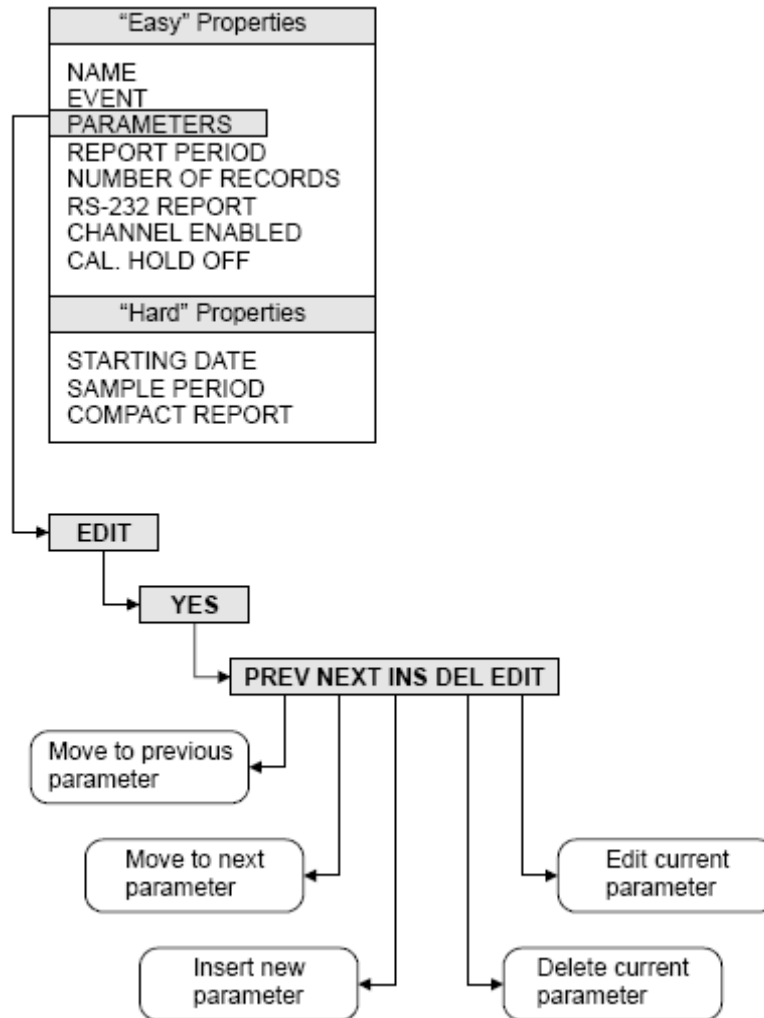 “Easy” Properties
NAME
EVENT
PARAMETERS
REPORT PERIOD
NUMBER OF RECORDS
RS-232 REPORT
CHANNEL ENABLED
CAL. HOLD OFF
“Hard” Properties
STARTING DATE
SAMPLE PERIOD
COMPACT REPORT
EDIT
YES
PREV NEXT INS DEL EDIT
Move to previous
parameter
Move to next
parameter
Edit current
parameter
Insert new
parameter
Delete current
parameter